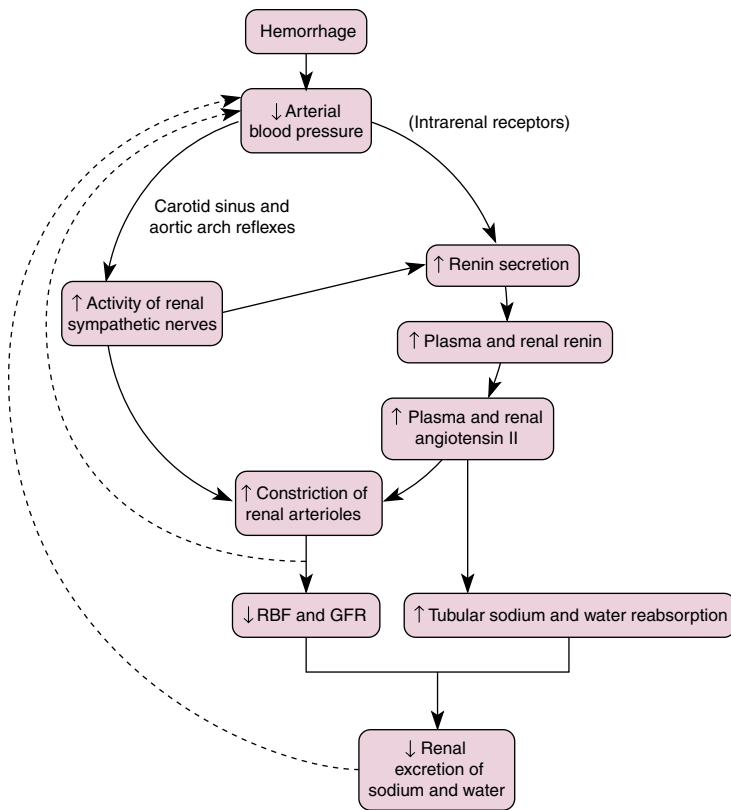 Hemorrhage
↓ Arterial
blood pressure
(Intrarenal receptors)
Carotid sinus and
aortic arch reflexes
↑ Renin secretion
↑ Activity of renal
sympathetic nerves
↑ Plasma and renal renin
↑ Plasma and renal
angiotensin II
↑ Constriction of
renal arterioles
↓ RBF and GFR
↑ Tubular sodium and water reabsorption
↓ Renal
excretion of
sodium and water